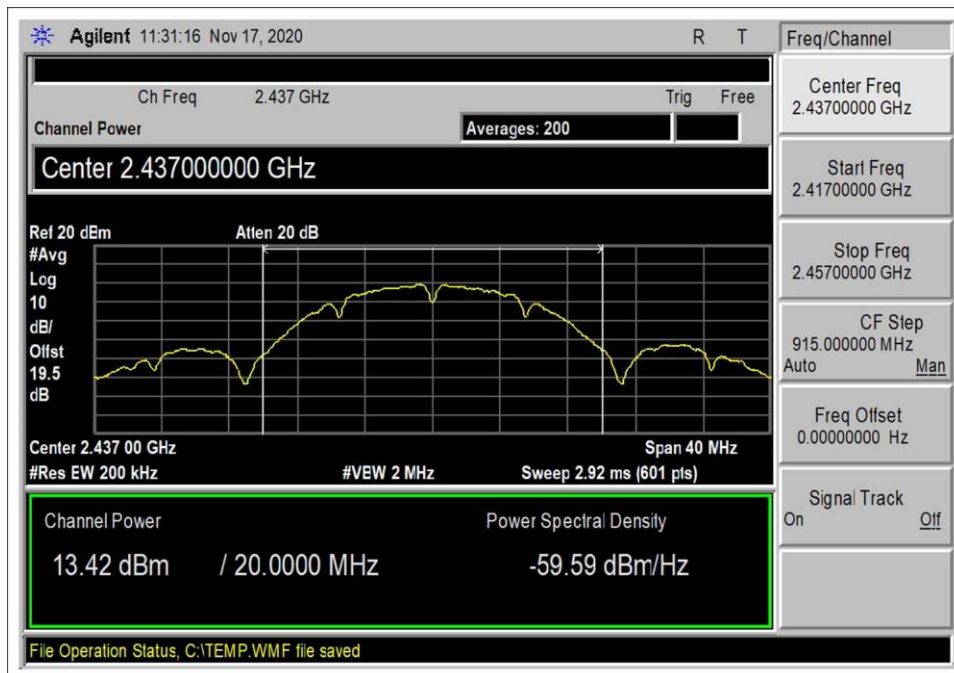 Agilent 11:31:16 Nov 17, 2020 R T
Freq/Channel
Ch Freq 2.437 GHz Trig Free
Channel Power Averages: 200
Center 2.437000000 GHz
Ref 20 dBm Atten 20 dB
#Avg
Log
10
dB/
Offst
19.5
dB
Center 2.437 00 GHz Span 40 MHz
#Res EW 200 kHz #VEW 2 MHz Sweep 2.92 ms (601 pts)
Channel Power Power Spectral Density
13.42 dBm / 20.0000 MHz -59.59 dBm/Hz
File Operation Status, C:\TEMP.WMF file saved
Center Freq
2.43700000 GHz
Start Freq
2.41700000 GHz
Stop Freq
2.45700000 GHz
CF Step
915.000000 MHz
Auto Man
Freq Offset
0.00000000 Hz
Signal Track
On Off